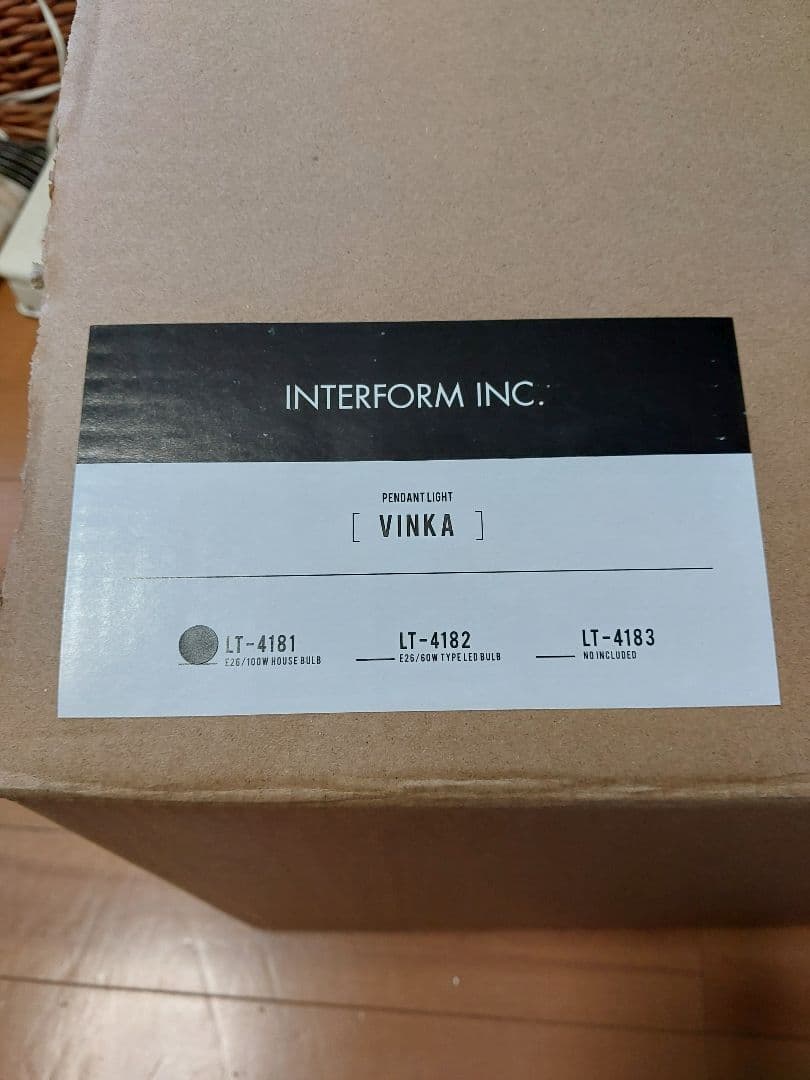 INTERFORM INC.
PENDANT LIGHT
[ VINKA ]
LT-4181
E26/100W HOUSE BULB
LT-4182
E26/60W TYPE LED BULB
LT-4183
NO INCLUDED